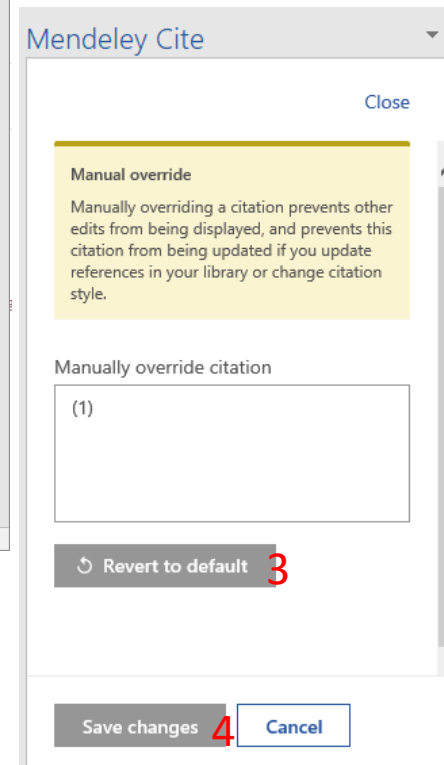 Mendeley Cite
Close
Manual override
Manually overriding a citation prevents other
edits from being displayed, and prevents this
citation from being updated if you update
references in your library or change citation
style.
Manually override citation
(1)
Revert to default 3
Save changes 4 Cancel